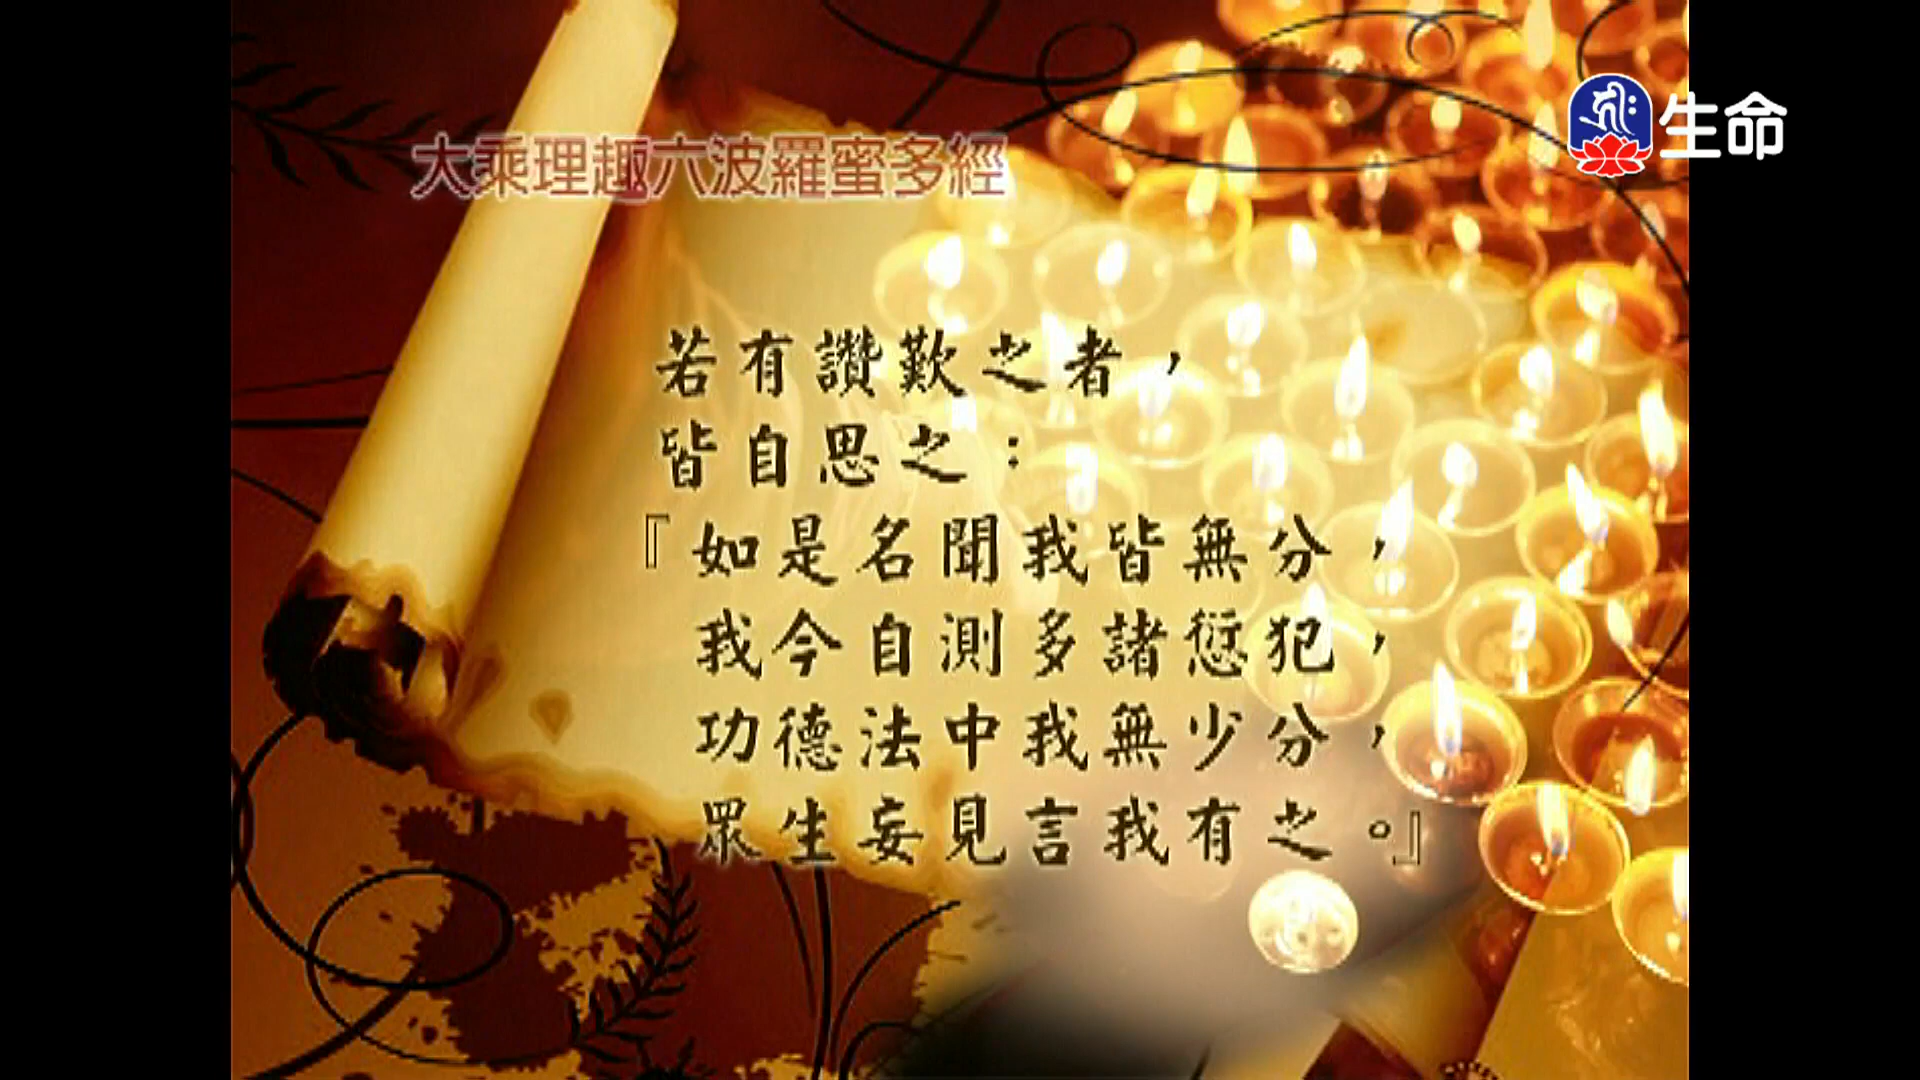 生命
大乘理趣六波羅蜜多經
若有讚歎之者，
皆自思之：
『如是名聞我皆無分，
我今自測多諸愆犯，
功德法中我無少分，
眾生妄見言我有之。』